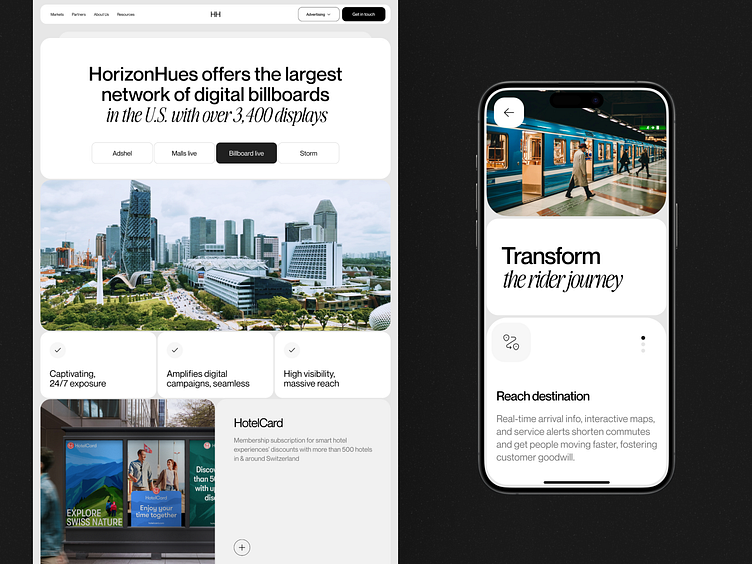 Markets Partners About Us Resources
HH
Advertising
Get in touch
HorizonHues offers the largest
network of digital billboards
in the U.S. with over 3,400 displays
Adshel Malls live Billboard live Storm
Captivating,
24/7 exposure
Amplifies digital
campaigns, seamless
High visibility,
massive reach
HotelCard
EXPLORE
SWISS NATURE
HotelCard
Enjoy your
time together
Discov
than 5
with u
disc
HotelCard
Membership subscription for smart hotel
experiences' discounts with more than 500 hotels
in & around Switzerland
Transform
the rider journey
Reach destination
Real-time arrival info, interactive maps,
and service alerts shorten commutes
and get people moving faster, fostering
customer goodwill.